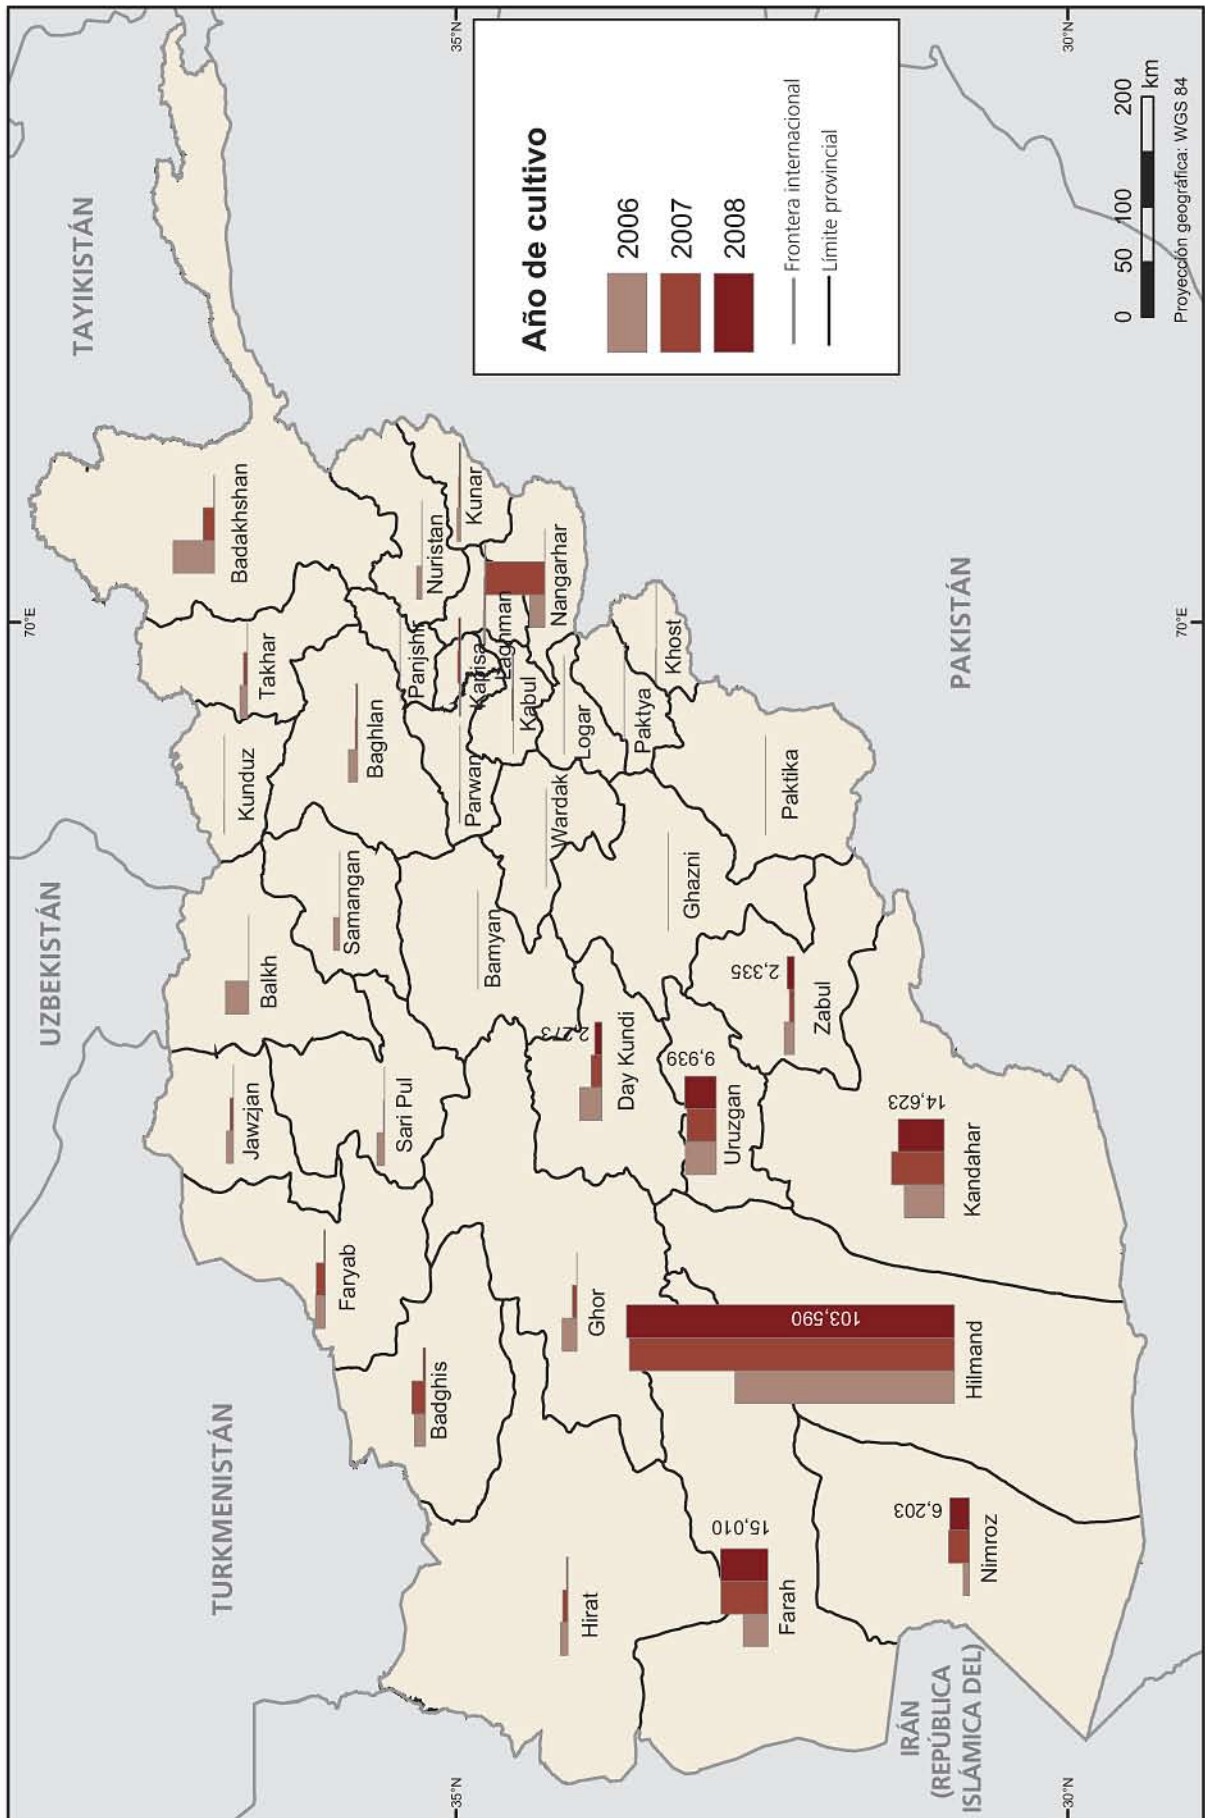 70°E
TAYIKISTÁN
UZBEKISTÁN
TURKMENISTÁN
35°N
35°N
Badakhshan
Takhar
Kunduz
Balkh
Jawzjan
Samangan
Baghlan
Sari Pul
Faryab
Badghis
Nuristan
Kunar
Panjshir
Kapisa
Laghman
Nangarhar
Parwan
Kabul
Bamyan
Wardak
Logar
Paktya
Khost
Ghazni
Paktika
Hirat
Ghor
2,273
Day Kundi
9,939
Uruzgan
2,335
Zabul
15,010
Farah
103,590
Hilmand
14,623
Kandahar
6,203
Nimroz
IRÁN
(REPÚBLICA
ISLÁMICA DEL)
PAKISTÁN
30°N
30°N
70°E
Año de cultivo
2006
2007
2008
Frontera internacional
Límite provincial
0 50 100 200
km
Proyección geográfica: WGS 84